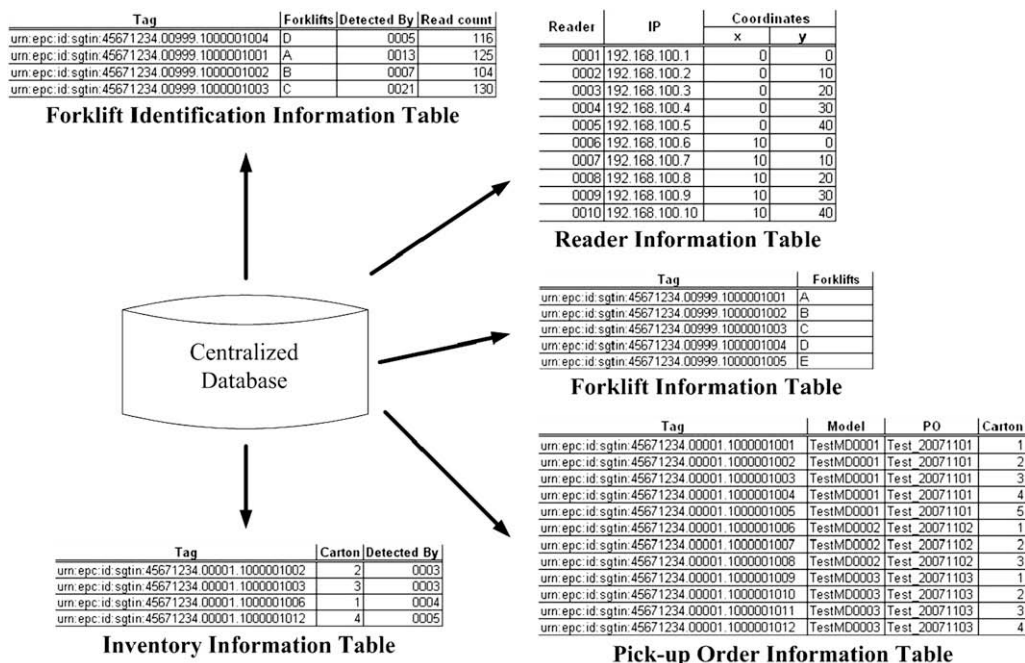 Tag Forklifts Detected By Read count
urn:epc:id:sgtin:45671234.00999.1000001004 D 0005 116
urn:epc:id:sgtin:45671234.00999.1000001001 A 0013 125
urn:epc:id:sgtin:45671234.00999.1000001002 B 0007 104
urn:epc:id:sgtin:45671234.00999.1000001003 C 0021 130
Forklift Identification Information Table
Reader IP Coordinates
x y
0001 192.168.100.1 0 0
0002 192.168.100.2 0 10
0003 192.168.100.3 0 20
0004 192.168.100.4 0 30
0005 192.168.100.5 0 40
0006 192.168.100.6 10 0
0007 192.168.100.7 10 10
0008 192.168.100.8 10 20
0009 192.168.100.9 10 30
0010 192.168.100.10 10 40
Reader Information Table
Tag Forklifts
urn:epc:id:sgtin:45671234.00999.1000001001 A
urn:epc:id:sgtin:45671234.00999.1000001002 B
urn:epc:id:sgtin:45671234.00999.1000001003 C
urn:epc:id:sgtin:45671234.00999.1000001004 D
urn:epc:id:sgtin:45671234.00999.1000001005 E
Forklift Information Table
Centralized
Database
Tag Model PO Carton
urn:epc:id:sgtin:45671234.00001.1000001001 TestMD0001 Test_20071101 1
urn:epc:id:sgtin:45671234.00001.1000001002 TestMD0001 Test_20071101 2
urn:epc:id:sgtin:45671234.00001.1000001003 TestMD0001 Test_20071101 3
urn:epc:id:sgtin:45671234.00001.1000001004 TestMD0001 Test_20071101 4
urn:epc:id:sgtin:45671234.00001.1000001005 TestMD0001 Test_20071101 5
urn:epc:id:sgtin:45671234.00001.1000001006 TestMD0002 Test_20071102 1
urn:epc:id:sgtin:45671234.00001.1000001007 TestMD0002 Test_20071102 2
urn:epc:id:sgtin:45671234.00001.1000001008 TestMD0002 Test_20071102 3
urn:epc:id:sgtin:45671234.00001.1000001009 TestMD0003 Test_20071103 1
urn:epc:id:sgtin:45671234.00001.1000001010 TestMD0003 Test_20071103 2
urn:epc:id:sgtin:45671234.00001.1000001011 TestMD0003 Test_20071103 3
urn:epc:id:sgtin:45671234.00001.1000001012 TestMD0003 Test_20071103 4
Pick-up Order Information Table
Tag Carton Detected By
urn:epc:id:sgtin:45671234.00001.1000001002 2 0003
urn:epc:id:sgtin:45671234.00001.1000001003 3 0003
urn:epc:id:sgtin:45671234.00001.1000001006 1 0004
urn:epc:id:sgtin:45671234.00001.1000001012 4 0005
Inventory Information Table